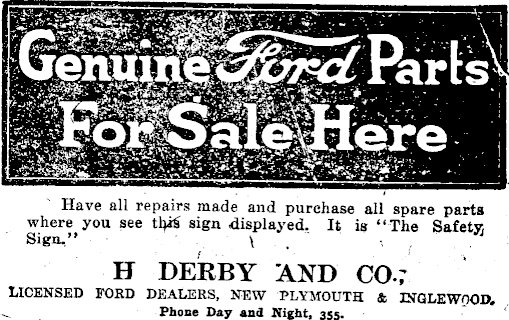 Genuine Ford Parts
For Sale Here
Have all repairs made and purchase all spare parts
where you see this sign displayed. It is "The Safety
Sign."
H DERBY AND CO.,
LICENSED FORD DEALERS, NEW PLYMOUTH & INGLEWOOD.
Phone Day and Night, 355.